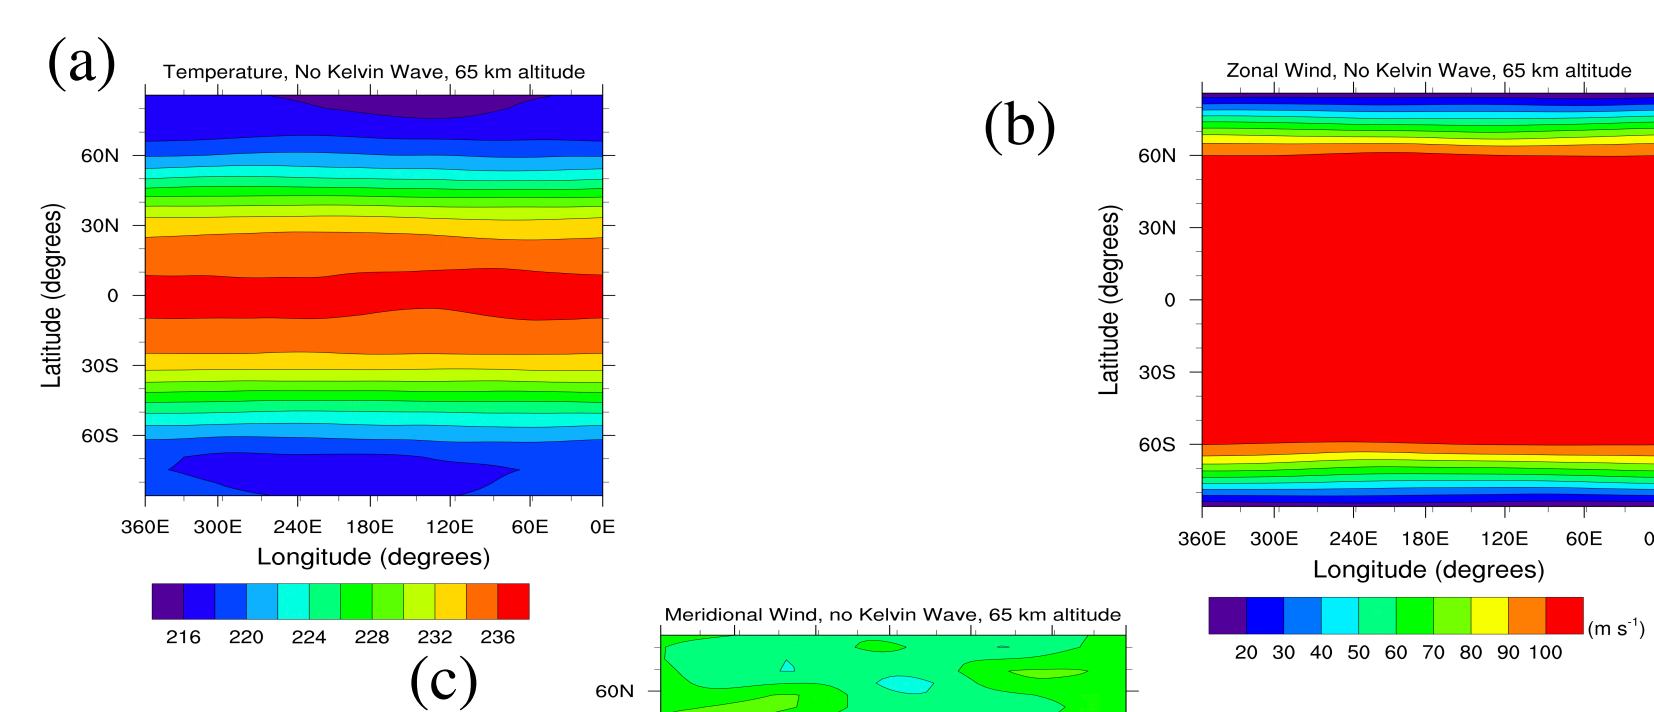 (a)
Temperature, No Kelvin Wave, 65 km altitude
60N
30N
0
30S
60S
Latitude (degrees)
360E 300E 240E 180E 120E 60E 0E
Longitude (degrees)
216 220 224 228 232 236
(b)
Zonal Wind, No Kelvin Wave, 65 km altitude
60N
30N
0
30S
60S
Latitude (degrees)
360E 300E 240E 180E 120E 60E 0
Longitude (degrees)
20 30 40 50 60 70 80 90 100
(m s⁻¹)
(c)
Meridional Wind, no Kelvin Wave, 65 km altitude
60N